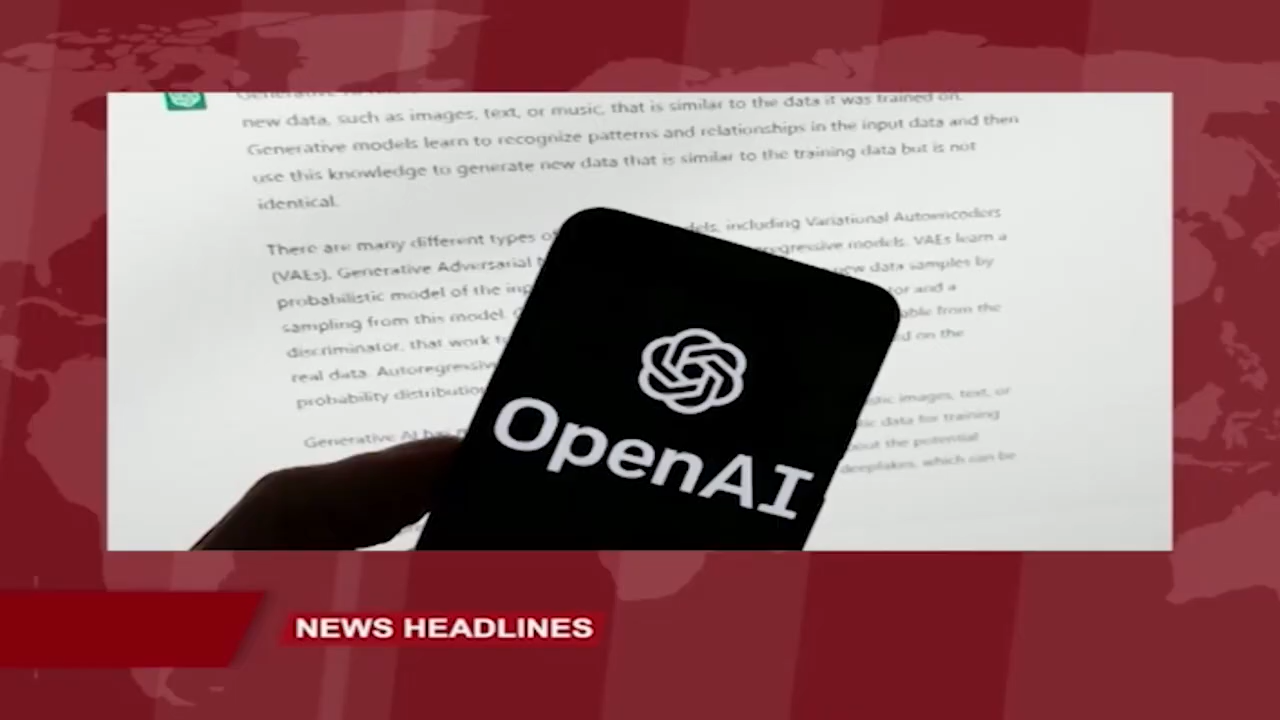 new data, such as images, text, or music, that is similar to the data it was trained on.
Generative models learn to recognize patterns and relationships in the input data and then
use this knowledge to generate new data that is similar to the training data but is not
identical.
There are many different types of
dels, including Variational Autoencoders
(VAEs), Generative Adversarial
regressive models. VAEs learn a
probabilistic model of the inp
new data samples by
sampling from this model.
tor and a
discriminator, that work t
able from the
real data. Autoregressiv
ed on the
probability distribution
Generative AI has
stic images, text, or
data for training
out the potential
deepfakes, which can be
OpenAI
NEWS HEADLINES